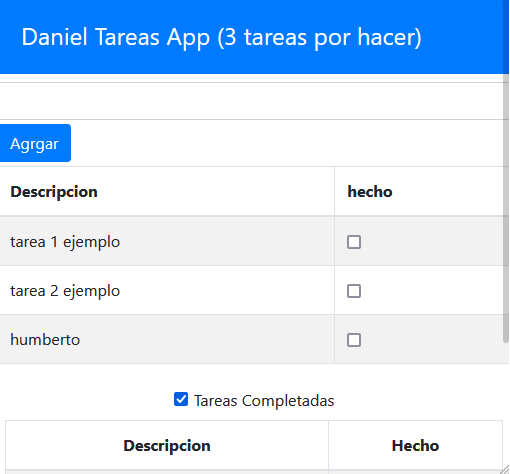 Daniel Tareas App (3 tareas por hacer)
Agrgar
Descripcion hecho
tarea 1 ejemplo
tarea 2 ejemplo
humberto
Tareas Completadas
Descripcion Hecho